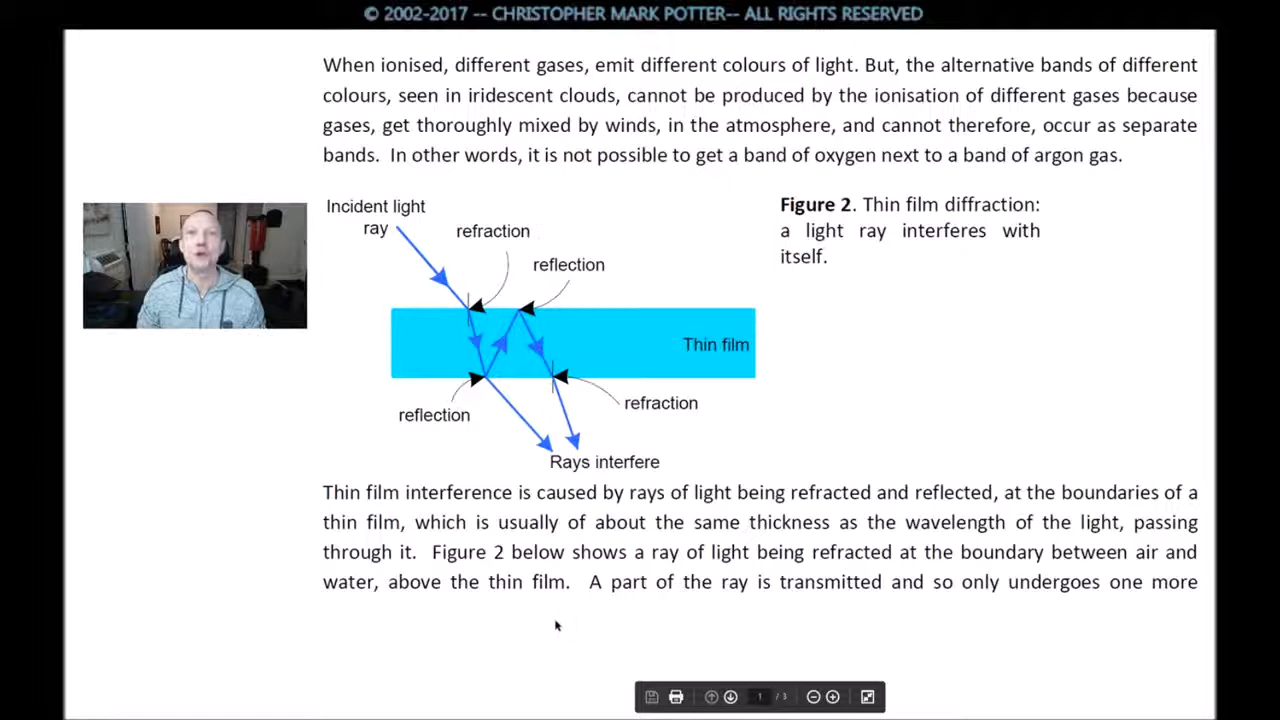 © 2002-2017 -- CHRISTOPHER MARK POTTER-- ALL RIGHTS RESERVED
When ionised, different gases, emit different colours of light. But, the alternative bands of different
colours, seen in iridescent clouds, cannot be produced by the ionisation of different gases because
gases, get thoroughly mixed by winds, in the atmosphere, and cannot therefore, occur as separate
bands. In other words, it is not possible to get a band of oxygen next to a band of argon gas.
Incident light
ray
refraction
reflection
Figure 2. Thin film diffraction:
a light ray interferes with
itself.
Thin film
reflection
refraction
Rays interfere
Thin film interference is caused by rays of light being refracted and reflected, at the boundaries of a
thin film, which is usually of about the same thickness as the wavelength of the light, passing
through it. Figure 2 below shows a ray of light being refracted at the boundary between air and
water, above the thin film. A part of the ray is transmitted and so only undergoes one more
1 / 3